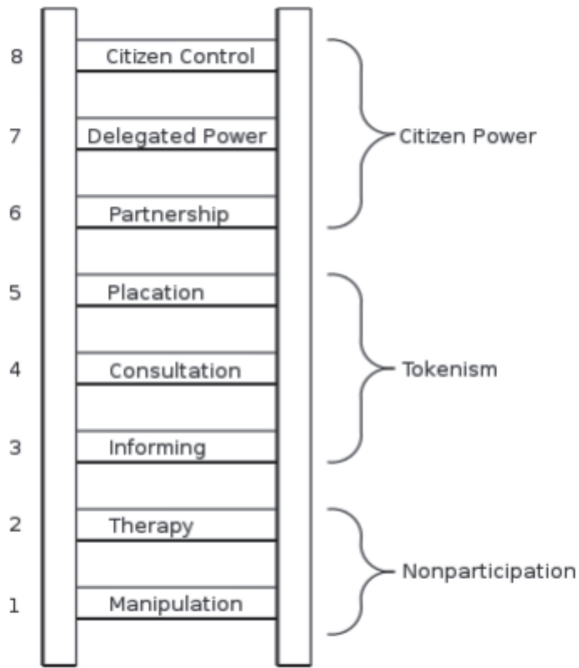 8 Citizen Control
7 Delegated Power
Citizen Power
6 Partnership
5 Placation
4 Consultation
Tokenism
3 Informing
2 Therapy
Nonparticipation
1 Manipulation